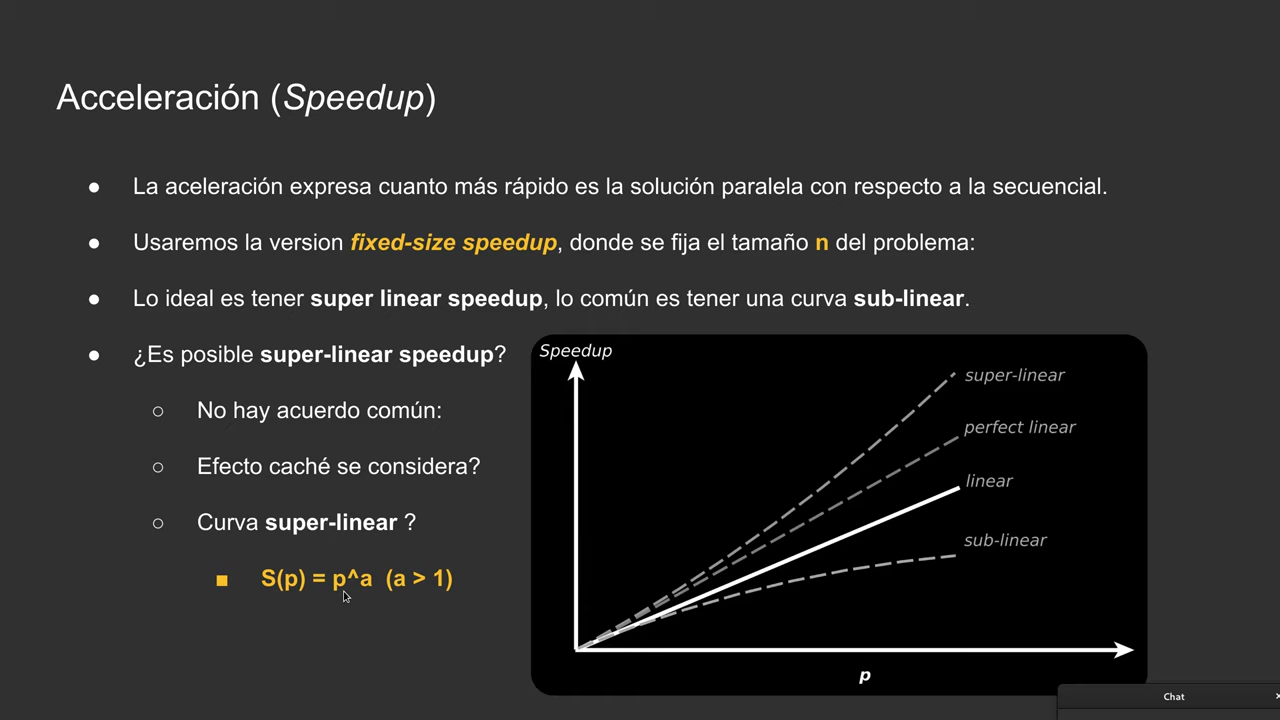 Acceleración (Speedup)
● La aceleración expresa cuanto más rápido es la solución paralela con respecto a la secuencial.
● Usaremos la version fixed-size speedup, donde se fija el tamaño n del problema:
● Lo ideal es tener super linear speedup, lo común es tener una curva sub-linear.
● ¿Es posible super-linear speedup?
○ No hay acuerdo común:
○ Efecto caché se considera?
○ Curva super-linear ?
■ S(p) = p^a (a > 1)
Speedup
super-linear
perfect linear
linear
sub-linear
p
Chat